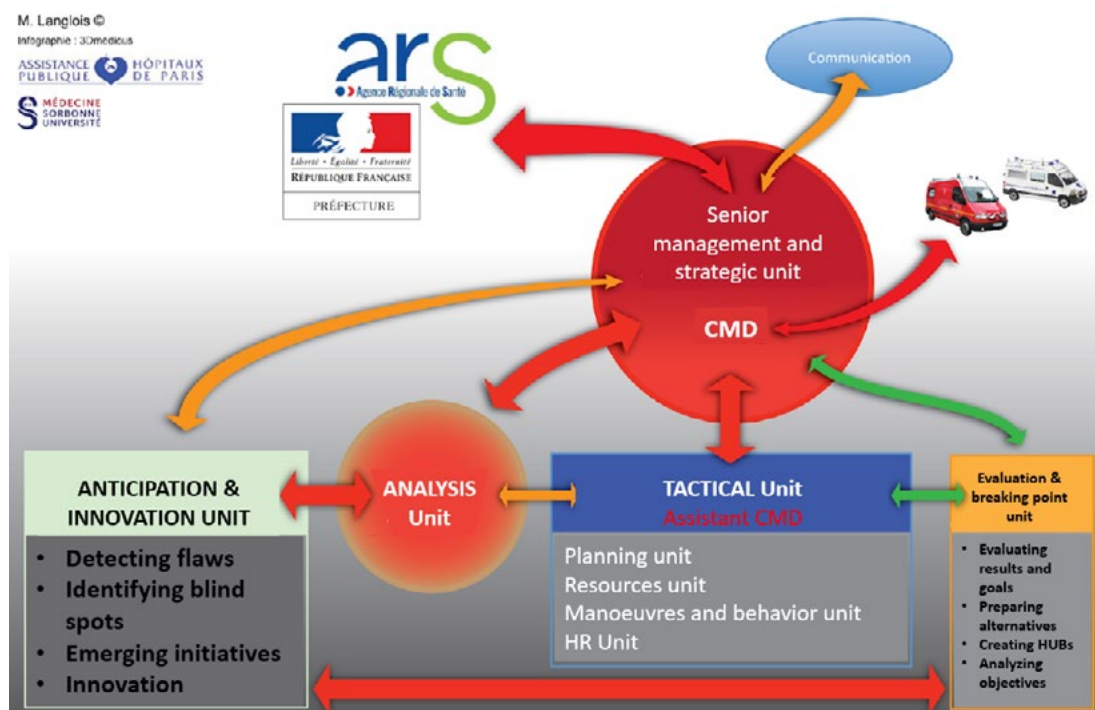 M. Langlois ©
Infographie : 3Dmedicus
ASSISTANCE PUBLIQUE HÔPITAUX DE PARIS
MÉDECINE
SORBONNE
UNIVERSITÉ
ars
Agence Régionale de Santé
Liberté • Egalité • Fraternité
RÉPUBLIQUE FRANÇAISE
PRÉFECTURE
Communication
Senior
management and
strategic unit
CMD
ANTICIPATION &
INNOVATION UNIT
• Detecting flaws
• Identifying blind
spots
• Emerging initiatives
• Innovation
ANALYSIS
Unit
TACTICAL Unit
Assistant CMD
Planning unit
Resources unit
Manoeuvres and behavior unit
HR Unit
Evaluation &
breaking point
unit
• Evaluating
results and
goals
• Preparing
alternatives
• Creating HUBs
• Analyzing
objectives